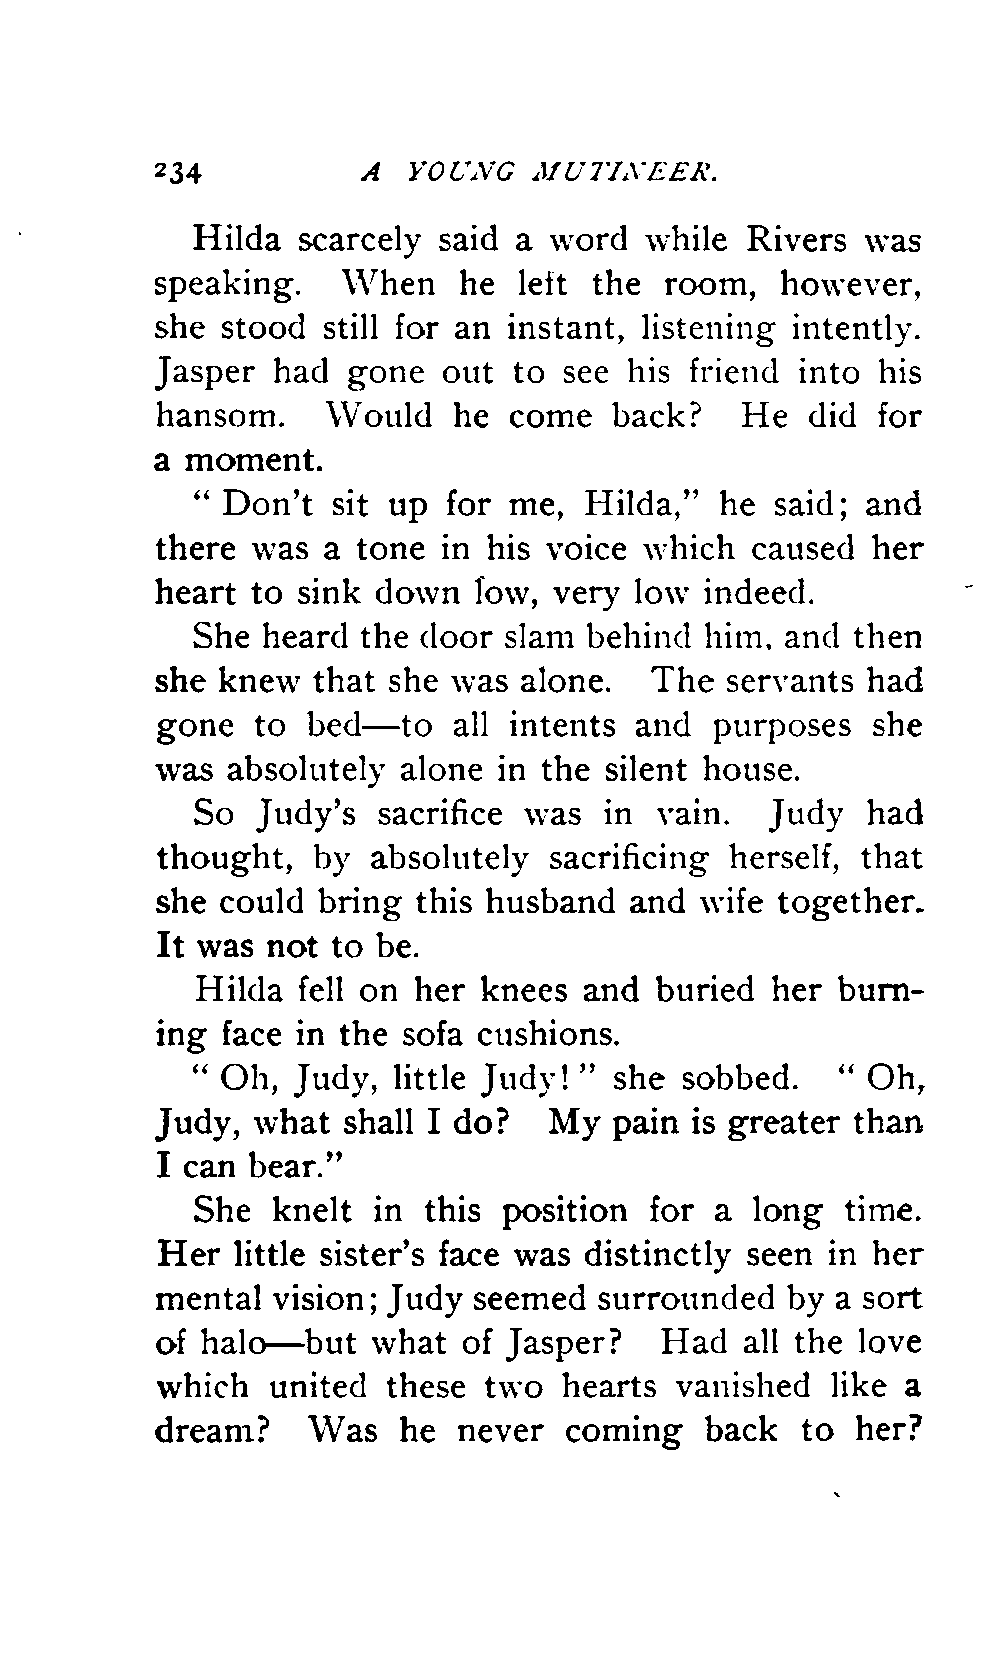 234 A YOUNG MUTINEER.
Hilda scarcely said a word while Rivers was
speaking. When he left the room, however,
she stood still for an instant, listening intently.
Jasper had gone out to see his friend into his
hansom. Would he come back? He did for
a moment.
" Don't sit up for me, Hilda," he said; and
there was a tone in his voice which caused her
heart to sink down low, very low indeed.
She heard the door slam behind him, and then
she knew that she was alone. The servants had
gone to bed—to all intents and purposes she
was absolutely alone in the silent house.
So Judy's sacrifice was in vain. Judy had
thought, by absolutely sacrificing herself, that
she could bring this husband and wife together.
It was not to be.
Hilda fell on her knees and buried her burn-
ing face in the sofa cushions.
" Oh, Judy, little Judy! " she sobbed. " Oh,
Judy, what shall I do? My pain is greater than
I can bear."
She knelt in this position for a long time.
Her little sister's face was distinctly seen in her
mental vision; Judy seemed surrounded by a sort
of halo—but what of Jasper? Had all the love
which united these two hearts vanished like a
dream? Was he never coming back to her?